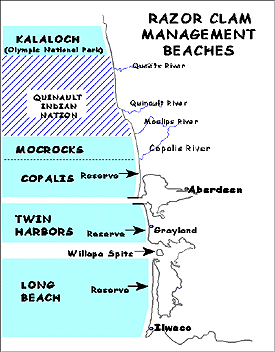 RAZOR CLAM
MANAGEMENT
BEACHES
KALALOCH
(Olympic National Park)
Queets River
QUINAULT
INDIAN
NATION
Quinault River
Moclips River
MOCROCKS
Copalis River
COPALIS
Reserve
Aberdeen
TWIN
HARBORS
Grayland
Reserve
Willapa Spits
LONG
BEACH
Reserve
Ilwaco